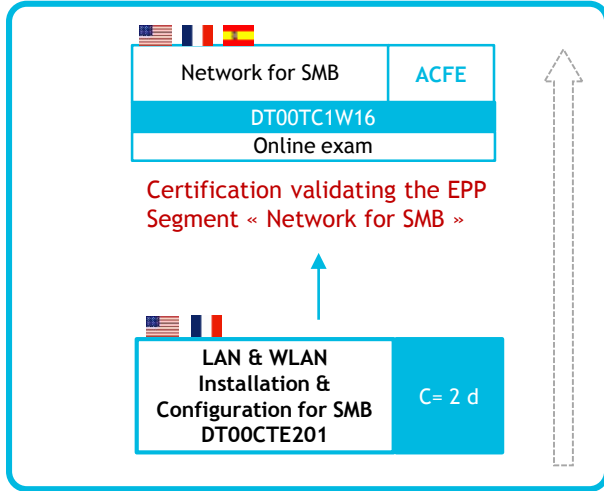 Network for SMB
ACFE
DT00TC1W16
Online exam
Certification validating the EPP
Segment « Network for SMB »
LAN & WLAN
Installation &
Configuration for SMB
DT00CTE201
C= 2 d